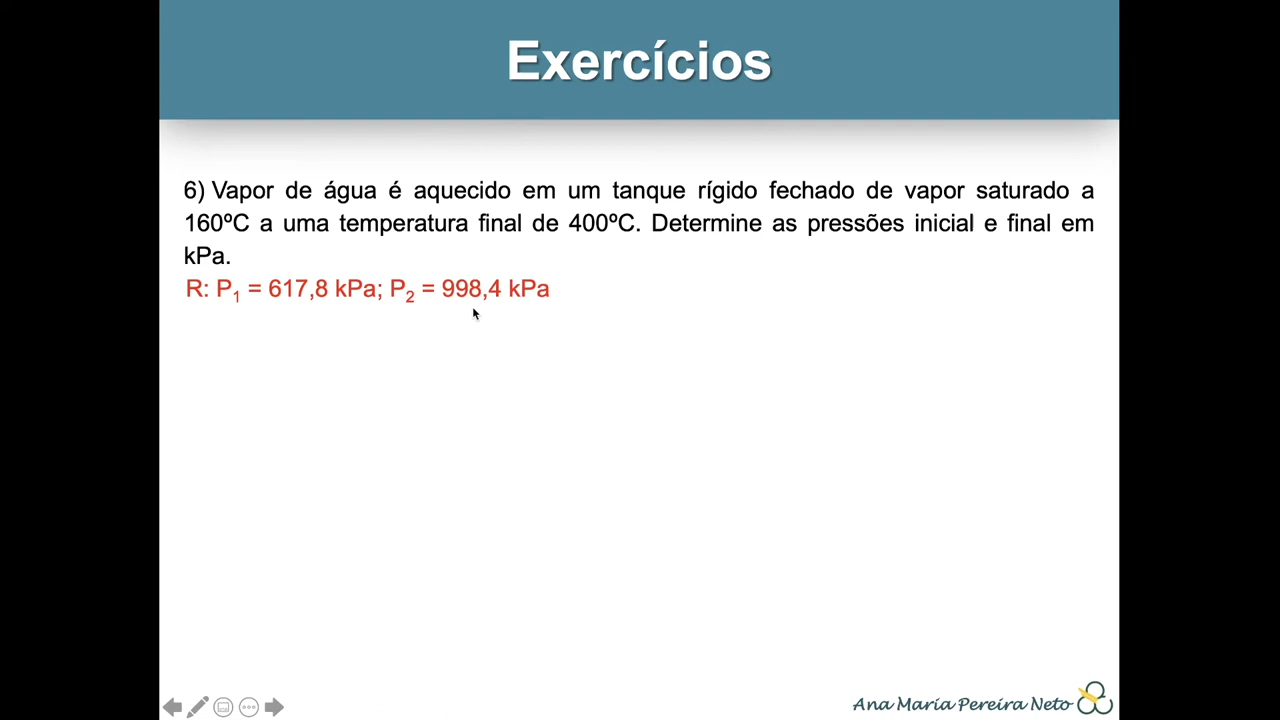 Exercícios
6) Vapor de água é aquecido em um tanque rígido fechado de vapor saturado a
160ºC a uma temperatura final de 400ºC. Determine as pressões inicial e final em
kPa.
R: P₁ = 617,8 kPa; P₂ = 998,4 kPa
Ana Maria Pereira Neto